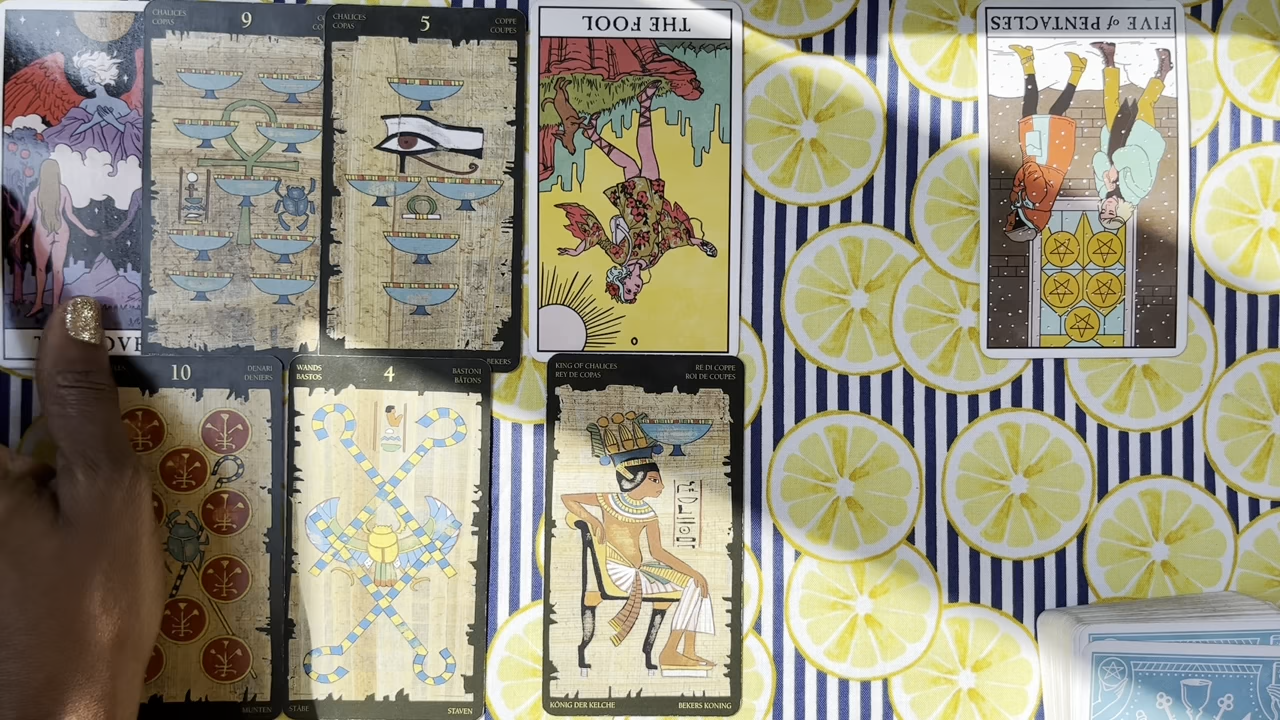 CHALICES
COPAS
9
CHALICES
COPAS
5
COPPE
COUPES
THE FOOL
0
FIVE of PENTACLES
10
DENARI
DENIERS
MUNTEN
BEKERS
WANDS
BASTOS
4
BASTONI
BÂTONS
STÄBE
STAVEN
KING OF CHALICES
REY DE COPAS
RE DI COPPE
ROI DE COUPES
KÖNIG DER KELCHE
BEKERS KONING